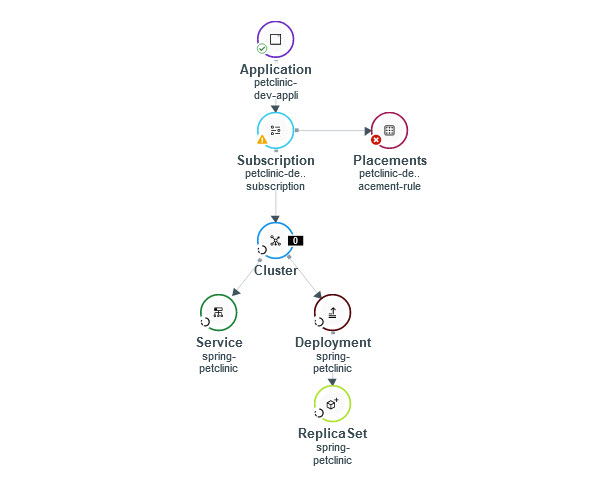 Application
petclinic-
dev-appli
Subscription
petclinic-de..
subscription
Placements
petclinic-de..
acement-rule
0
Cluster
Service
spring-
petclinic
Deployment
spring-
petclinic
ReplicaSet
spring-
petclinic